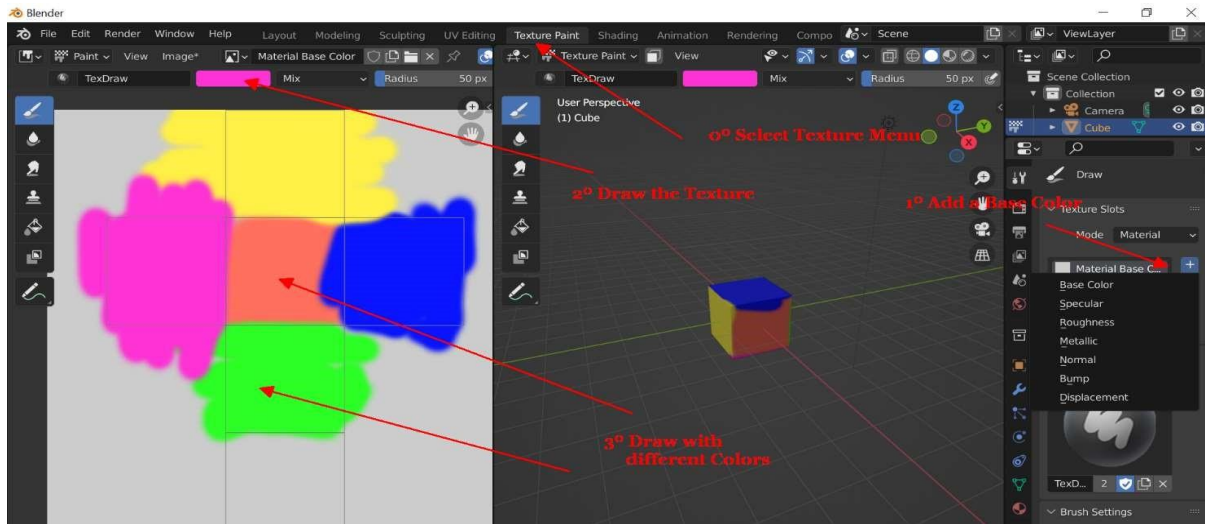 Blender
File Edit Render Window Help Layout Modeling Sculpting UV Editing Texture Paint Shading Animation Rendering Compo Scene ViewLayer
Paint View Image* Material Base Color Texture Paint View
TexDraw Mix Radius 50 px TexDraw Mix Radius 50 px
Scene Collection
Collection
Camera
Cube
User Perspective
(1) Cube
Z
Y
X
0º Select Texture Menu
2º Draw the Texture
1º Add a Base Color
3º Draw with
different Colors
Draw
Texture Slots
Mode Material
Material Base C...
Base Color
Specular
Roughness
Metallic
Normal
Bump
Displacement
TexD... 2
Brush Settings